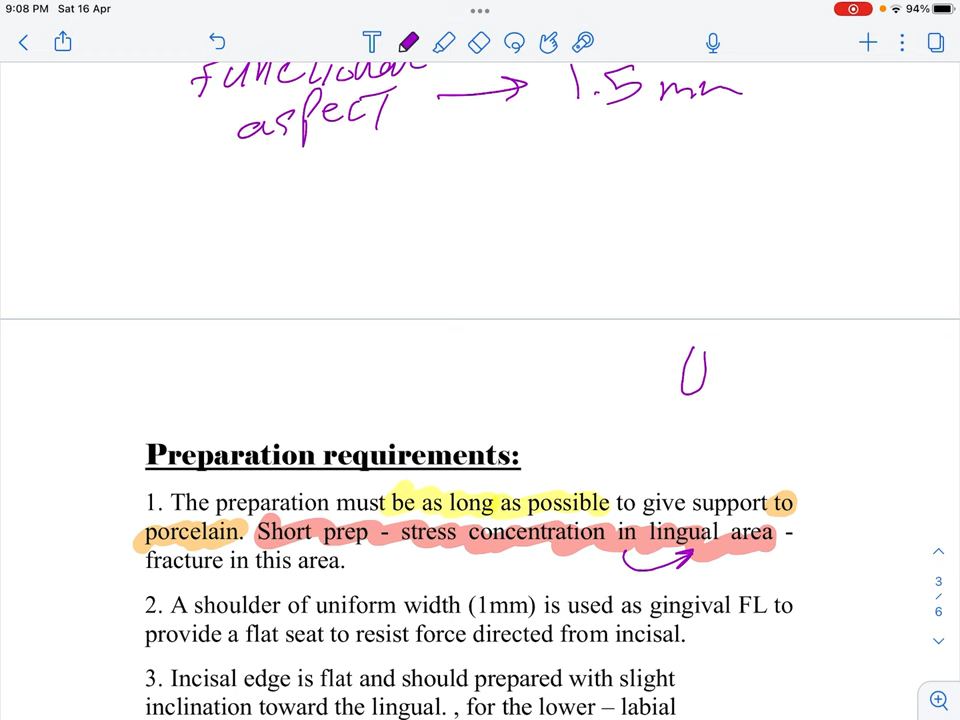 9:08 PM Sat 16 Apr
94%
T
functional
aspect → 1.5 mm
Preparation requirements:
1. The preparation must be as long as possible to give support to
porcelain. Short prep - stress concentration in lingual area -
fracture in this area.
2. A shoulder of uniform width (1mm) is used as gingival FL to
provide a flat seat to resist force directed from incisal.
3. Incisal edge is flat and should prepared with slight
inclination toward the lingual. , for the lower – labial
3
/
6